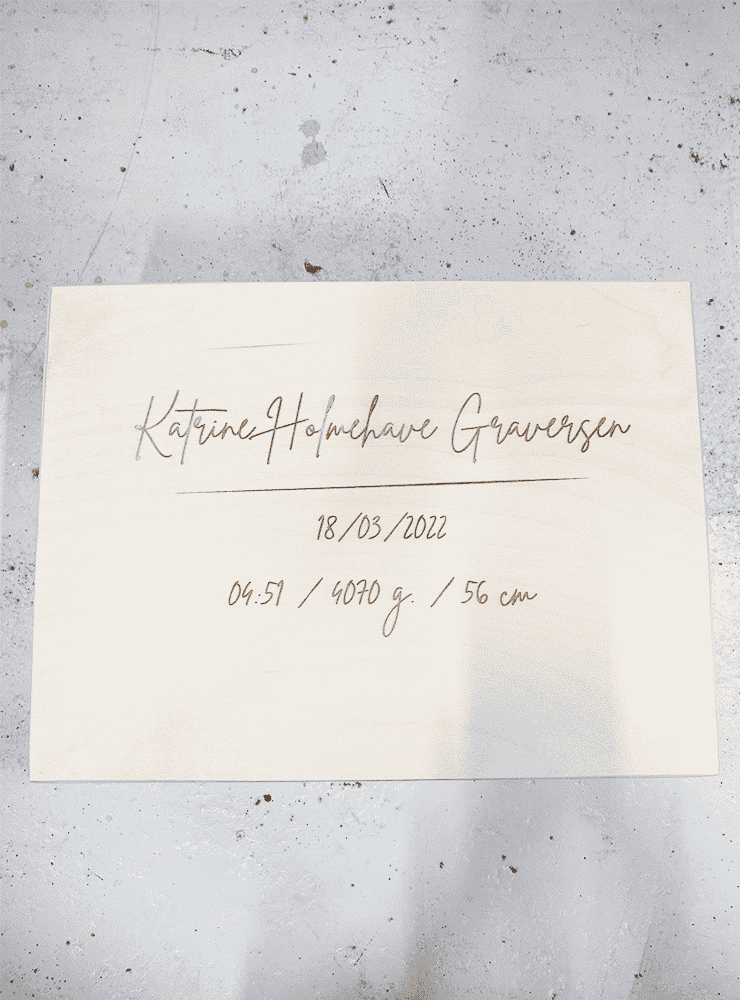 Katrine Holmehave Graversen
18/03/2022
04:51 / 4070 g. / 56 cm